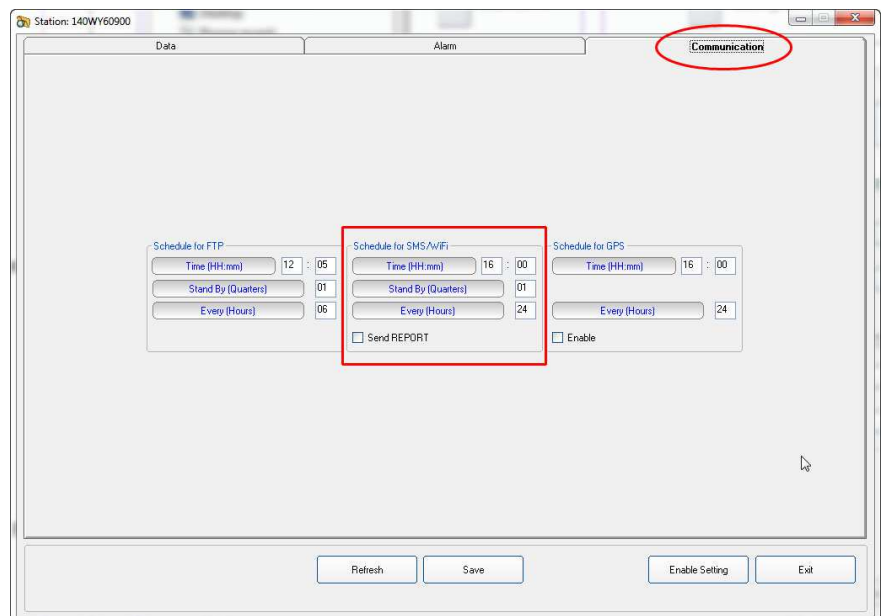 Station: 140WY60900
Data Alarm Communication
Schedule for FTP
Time (HH:mm) 12 : 05
Stand By (Quarters) 01
Every (Hours) 06
Schedule for SMS/WiFi
Time (HH:mm) 16 : 00
Stand By (Quarters) 01
Every (Hours) 24
Send REPORT
Schedule for GPS
Time (HH:mm) 16 : 00
Every (Hours) 24
Enable
Refresh Save Enable Setting Exit